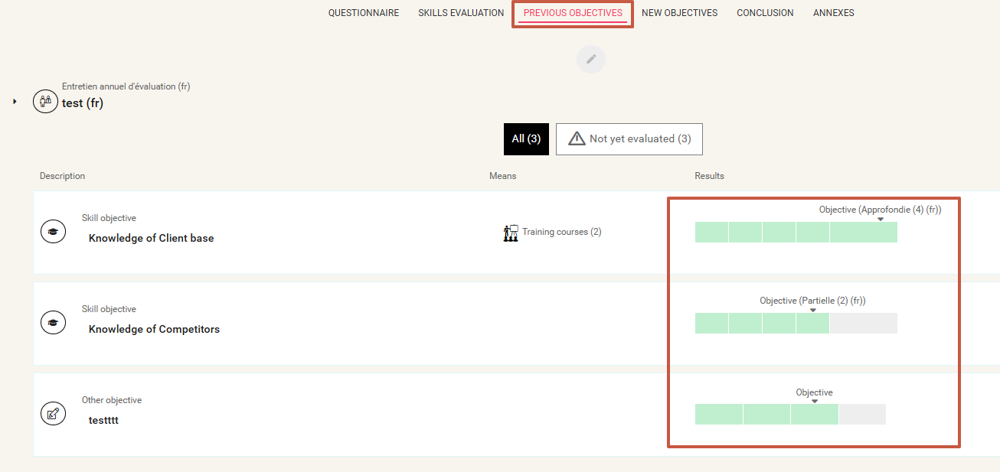 QUESTIONNAIRE SKILLS EVALUATION PREVIOUS OBJECTIVES NEW OBJECTIVES CONCLUSION ANNEXES
Entretien annuel d'évaluation (fr)
test (fr)
All (3) Not yet evaluated (3)
Description Means Results
Objective (Approfondie (4) (fr))
Skill objective
Knowledge of Client base
Training courses (2)
Objective (Partielle (2) (fr))
Skill objective
Knowledge of Competitors
Objective
Other objective
testttt